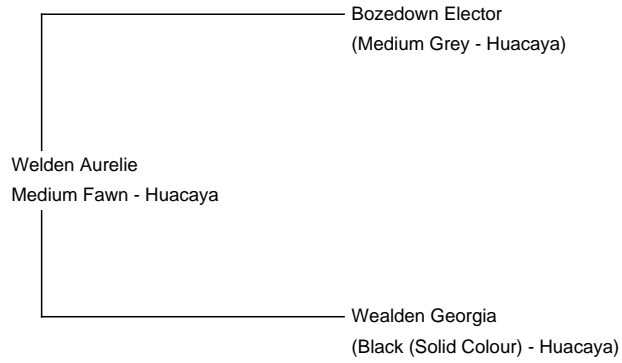 Bozedown Elector
(Medium Grey - Huacaya)
Welden Aurelie
Medium Fawn - Huacaya
Wealden Georgia
(Black (Solid Colour) - Huacaya)